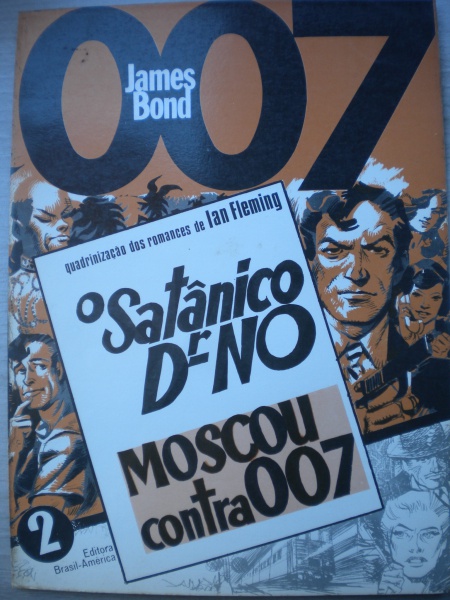 007
James
Bond
quadrinização dos romances de Ian Fleming
O Satânico
Dr NO
MOSCOU
contra 007
2
Editora
Brasil-América